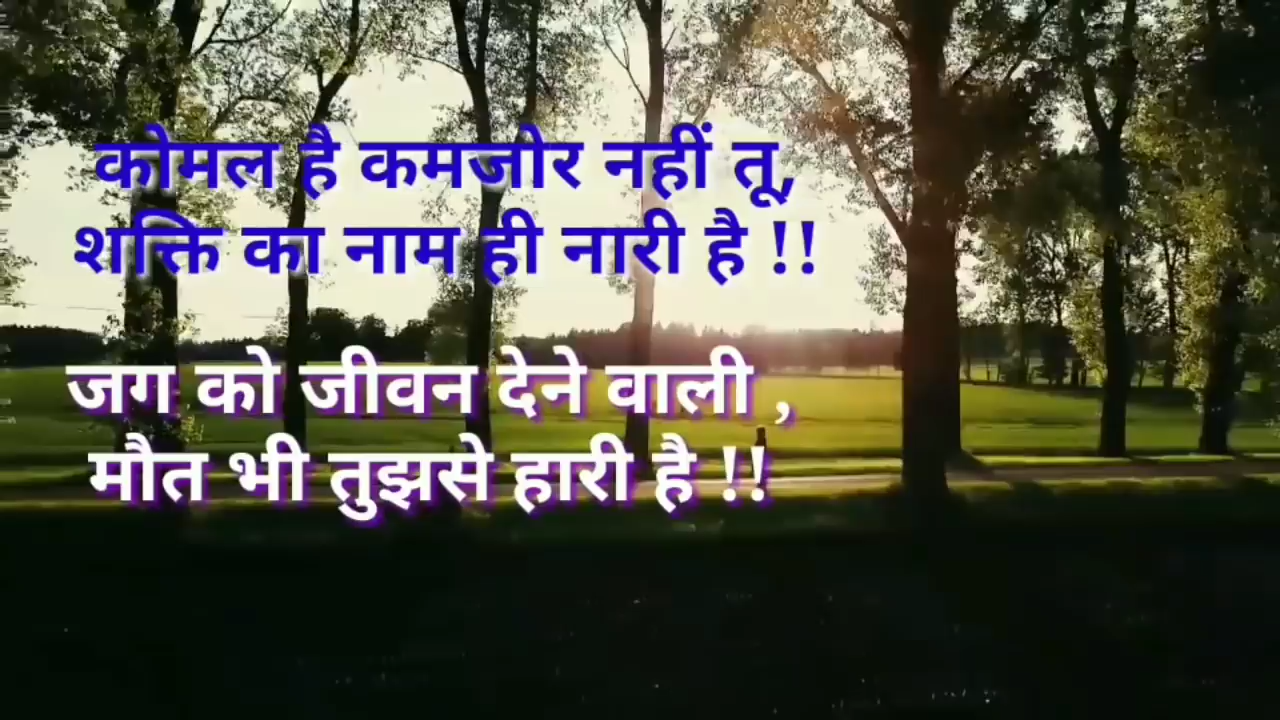 कोमल है कमजोर नहीं तू,
शक्ति का नाम ही नारी है !!
जग को जीवन देने वाली ,
मौत भी तुझसे हारी है !!